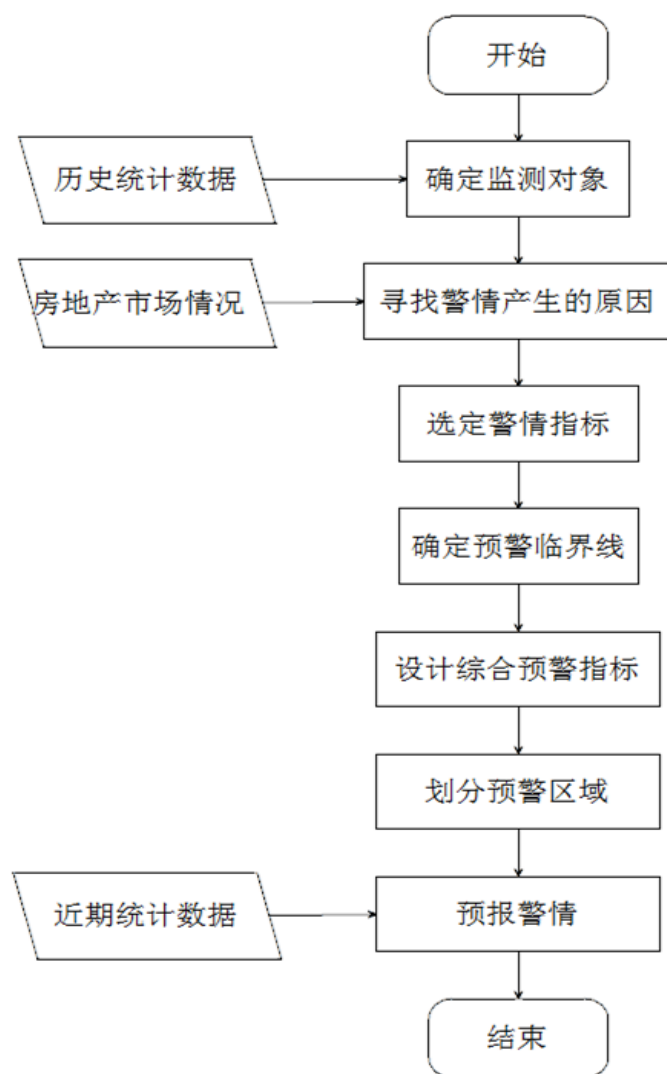 开始
历史统计数据
确定监测对象
房地产市场情况
寻找警情产生的原因
选定警情指标
确定预警临界线
设计综合预警指标
划分预警区域
近期统计数据
预报警情
结束